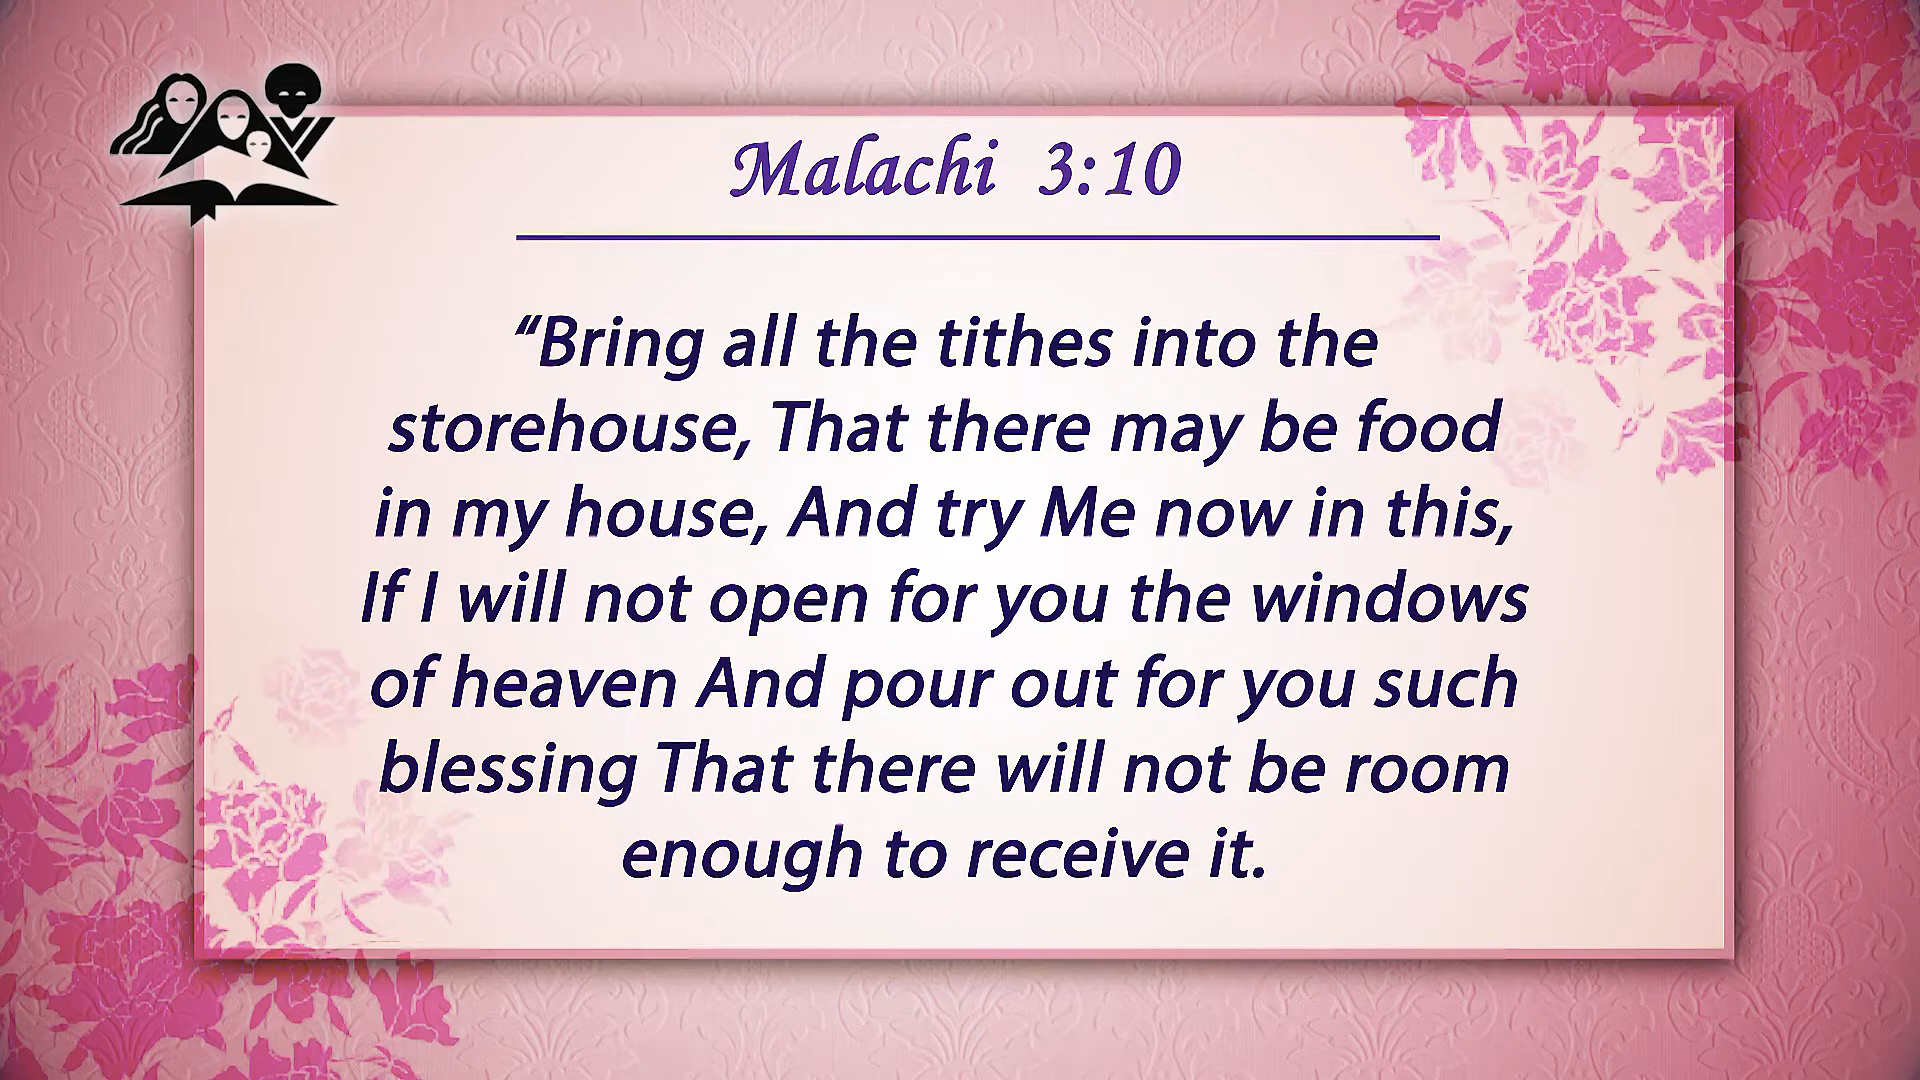 Malachi 3:10
“Bring all the tithes into the
storehouse, That there may be food
in my house, And try Me now in this,
If I will not open for you the windows
of heaven And pour out for you such
blessing That there will not be room
enough to receive it.